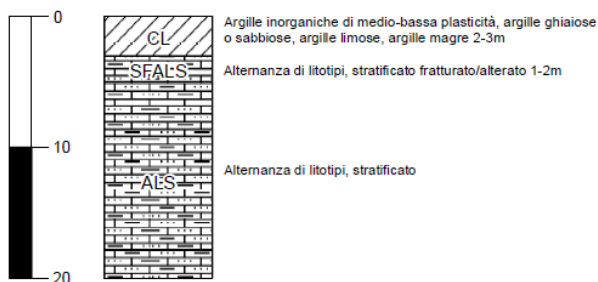 0
Argille inorganiche di medio-bassa plasticità, argille ghiaiose
o sabbiose, argille limose, argille magre 2-3m
CL
SFALS
Alternanza di litotipi, stratificato fratturato/alterato 1-2m
10
ALS
Alternanza di litotipi, stratificato
20